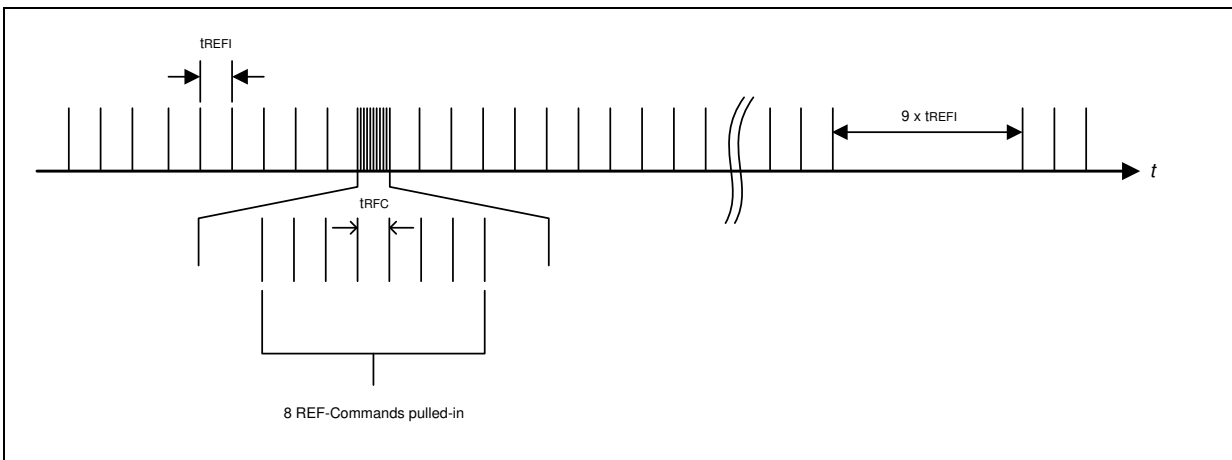 tREFI
9 x tREFI
t
tRFC
8 REF-Commands pulled-in